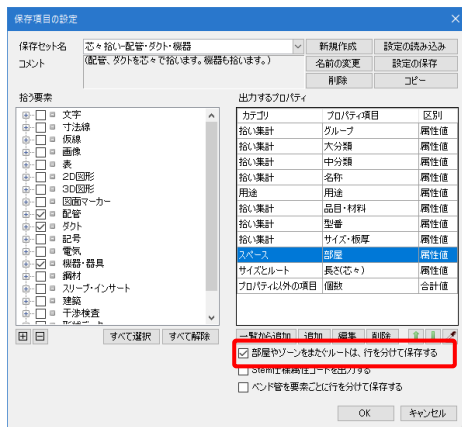 保存項目の設定
保存セット名 芯々拾い-配管・ダクト・機器 新規作成 設定の読み込み
コメント (配管、ダクトを芯々で拾います。機器も拾います。) 名前の変更 設定の保存
削除 コピー
拾う要素 出力するプロパティ
文字
寸法線
仮線
画像
表
2D図形
3D図形
図面マーカー
配管
ダクト
記号
電気
機器・器具
鋼材
スリーブ・インサート
建築
干渉検査
カテゴリ プロパティ項目 区別
拾い集計 グループ 属性値
拾い集計 大分類 属性値
拾い集計 中分類 属性値
拾い集計 名称 属性値
用途 用途 属性値
拾い集計 品目・材料 属性値
拾い集計 型番 属性値
拾い集計 サイズ・板厚 属性値
スペース 部屋 属性値
サイズとルート 長さ(芯々) 属性値
プロパティ以外の項目 個数 合計値
すべて選択 すべて解除 一覧から追加 追加 編集 削除
部屋やゾーンをまたぐルートは、行を分けて保存する
Stem仕様属性コードを出力する
ベンド管を要素ごとに行を分けて保存する
OK キャンセル